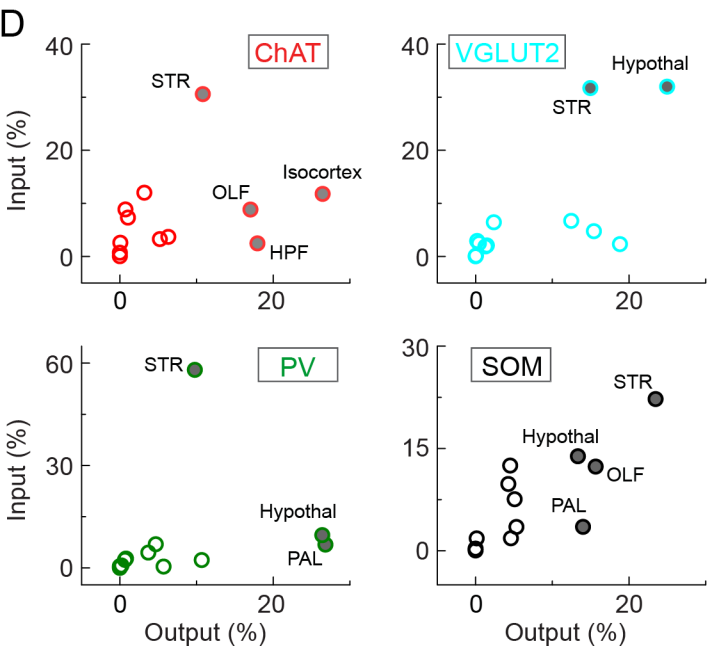 D
ChAT
VGLUT2
Input (%)
40
20
0
0
20
STR
OLF
Isocortex
HPF
40
20
0
0
20
STR
Hypothal
PV
SOM
Input (%)
60
30
0
0
20
Output (%)
STR
Hypothal
PAL
30
15
0
0
20
Output (%)
STR
Hypothal
OLF
PAL